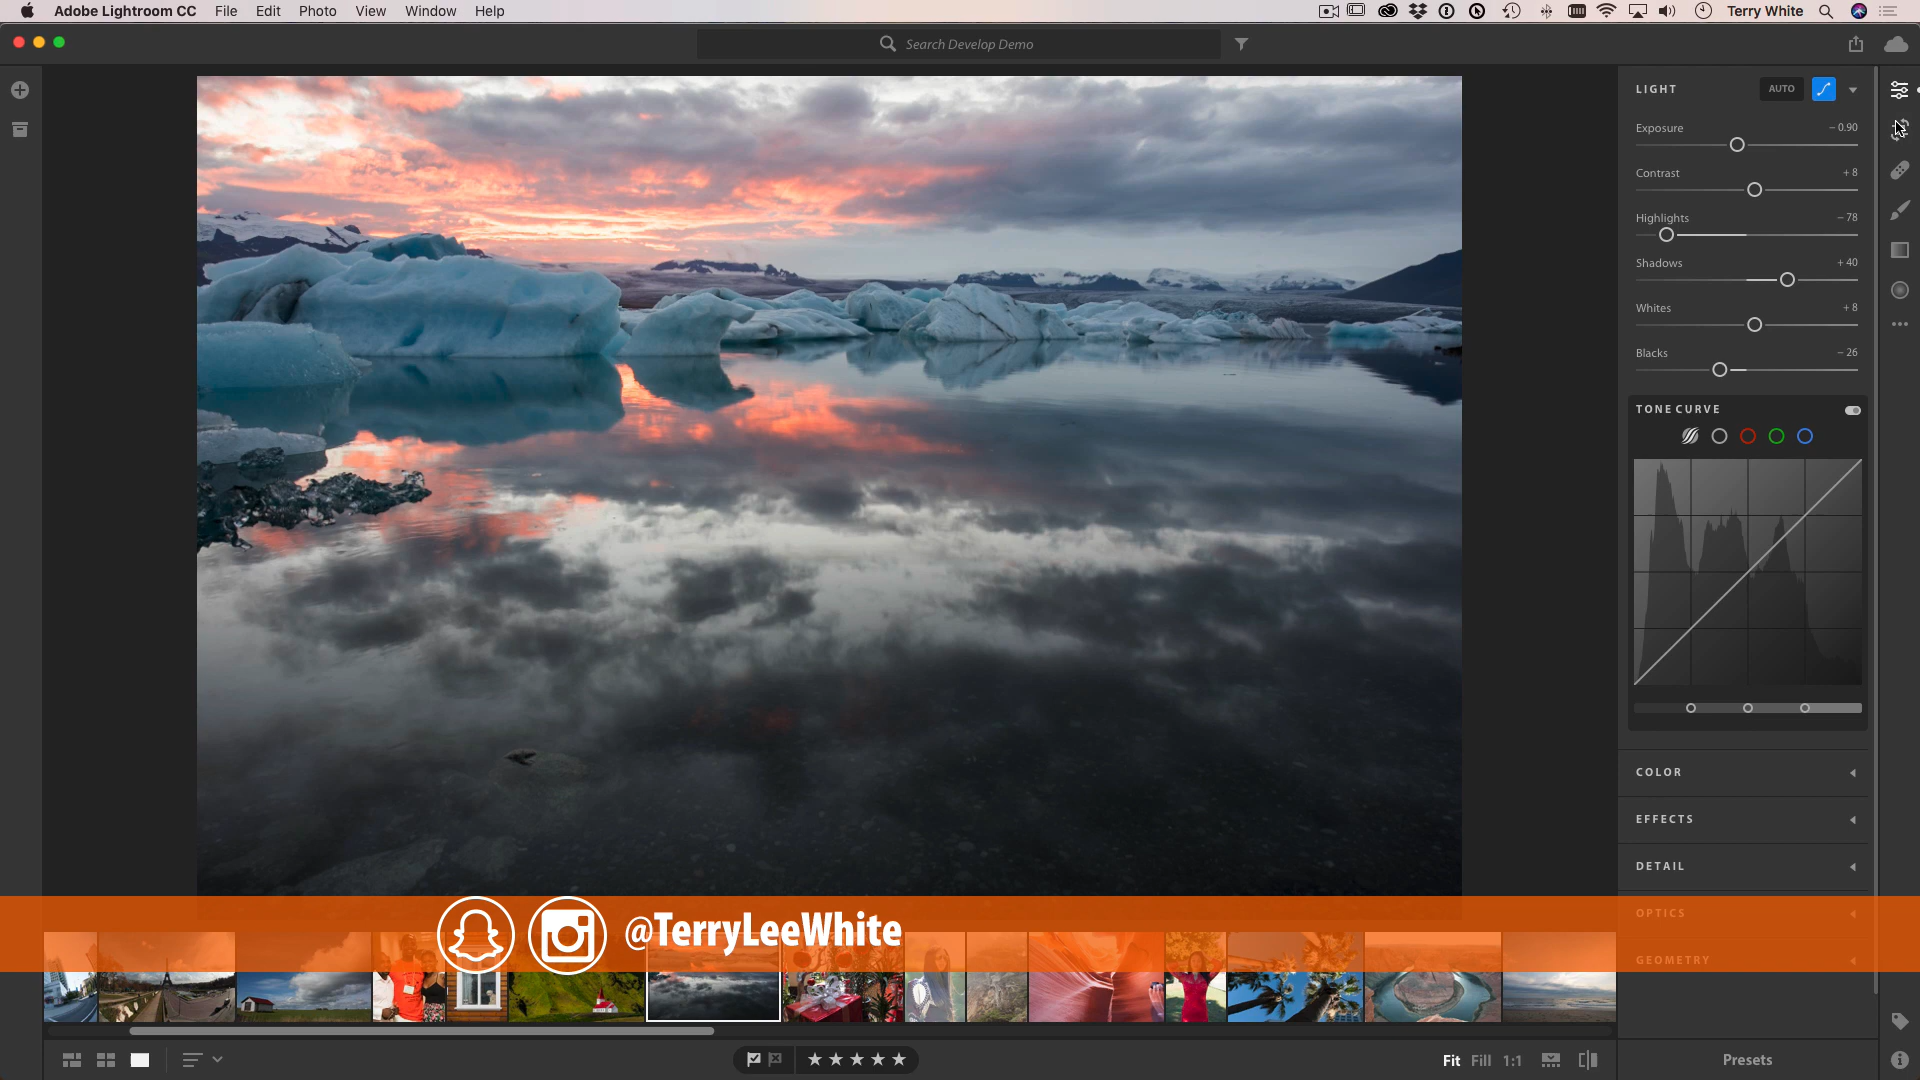 Adobe Lightroom CC File Edit Photo View Window Help Terry White
Search Develop Demo
LIGHT AUTO
Exposure – 0.90
Contrast + 8
Highlights – 78
Shadows + 40
Whites + 8
Blacks – 26
TONE CURVE
COLOR
EFFECTS
DETAIL
OPTICS
@TerryLeeWhite
GEOMETRY
Fit Fill 1:1 Presets